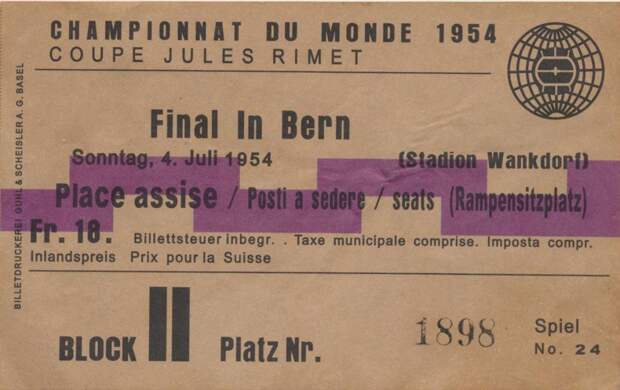 CHAMPIONNAT DU MONDE 1954
COUPE JULES RIMET
Final In Bern
Sonntag, 4. Juli 1954 (Stadion Wankdorf)
Place assise / Posti a sedere / seats (Rampensitzplatz)
Fr. 18. Billettsteuer inbegr. . Taxe municipale comprise. Imposta compr.
Inlandspreis Prix pour la Suisse
BLOCK II Platz Nr. 1898 Spiel
No. 24
BILLETDRUCKEREI GUHL & SCHEISLER A. G. BASEL